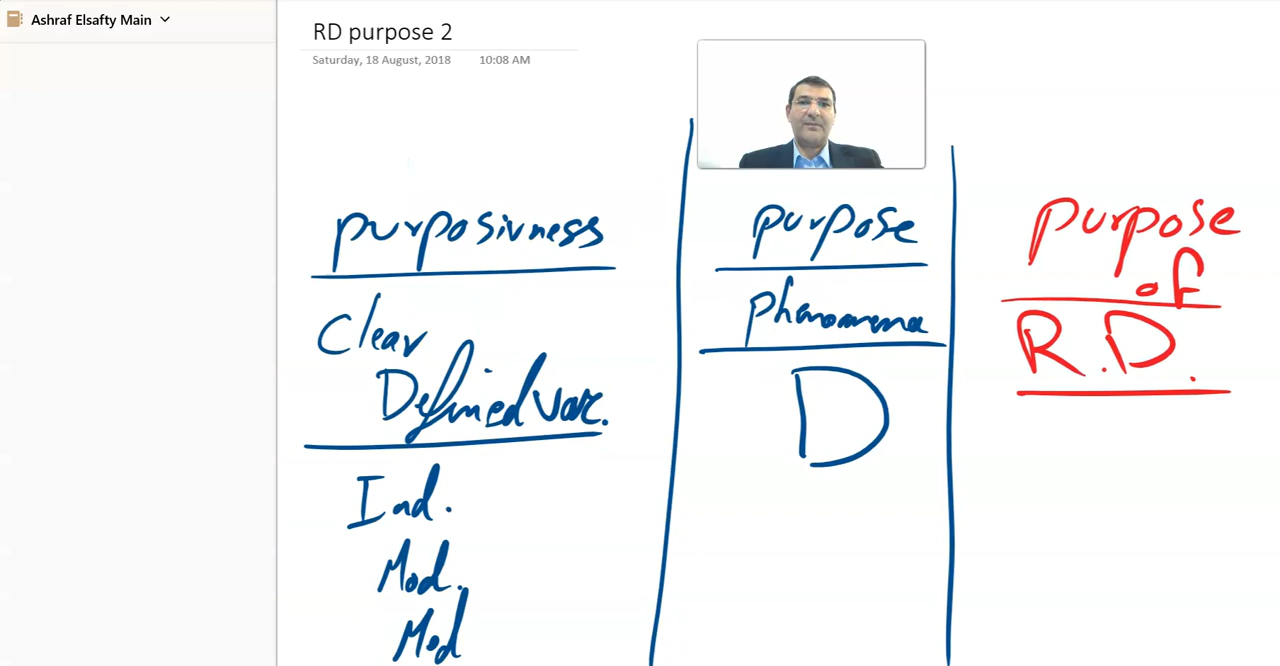 Ashraf Elsafty Main
RD purpose 2
Saturday, 18 August, 2018 10:08 AM
purposivness
Clear
Defined Var.
Ind.
Mod.
Med
purpose
phenomena
D
purpose
of
R.D.